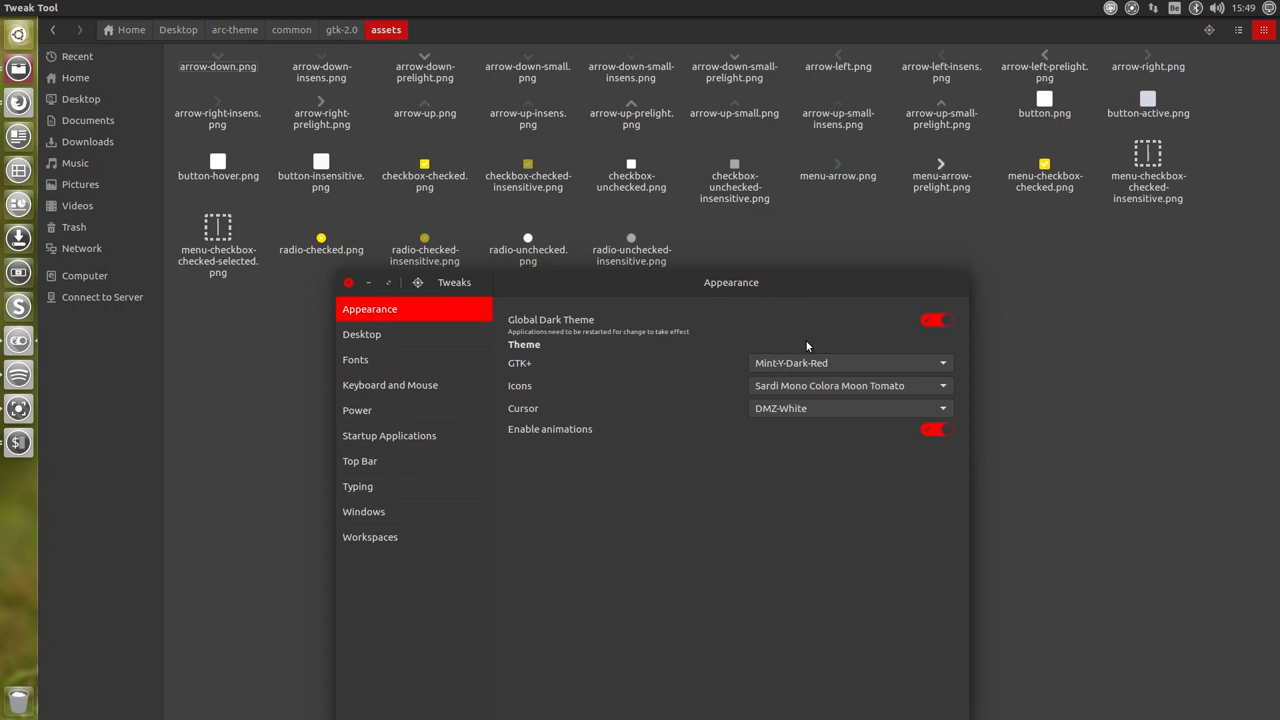 Tweak Tool
Be
15:49
Home
Desktop
arc-theme
common
gtk-2.0
assets
Recent
Home
Desktop
Documents
Downloads
Music
Pictures
Videos
Trash
Network
Computer
Connect to Server
arrow-down.png
arrow-down-
insens.png
arrow-down-
prelight.png
arrow-down-small.
png
arrow-down-small-
insens.png
arrow-down-small-
prelight.png
arrow-left.png
arrow-left-insens.
png
arrow-left-prelight.
png
arrow-right.png
arrow-right-insens.
png
arrow-right-
prelight.png
arrow-up.png
arrow-up-insens.
png
arrow-up-prelight.
png
arrow-up-small.png
arrow-up-small-
insens.png
arrow-up-small-
prelight.png
button.png
button-active.png
button-hover.png
button-insensitive.
png
checkbox-checked.
png
checkbox-checked-
insensitive.png
checkbox-
unchecked.png
checkbox-
unchecked-
insensitive.png
menu-arrow.png
menu-arrow-
prelight.png
menu-checkbox-
checked.png
menu-checkbox-
checked-
insensitive.png
menu-checkbox-
checked-selected.
png
radio-checked.png
radio-checked-
insensitive.png
radio-unchecked.
png
radio-unchecked-
insensitive.png
Tweaks
Appearance
Appearance
Desktop
Fonts
Keyboard and Mouse
Power
Startup Applications
Top Bar
Typing
Windows
Workspaces
Global Dark Theme
Applications need to be restarted for change to take effect
Theme
GTK+
Mint-Y-Dark-Red
Icons
Sardi Mono Colora Moon Tomato
Cursor
DMZ-White
Enable animations